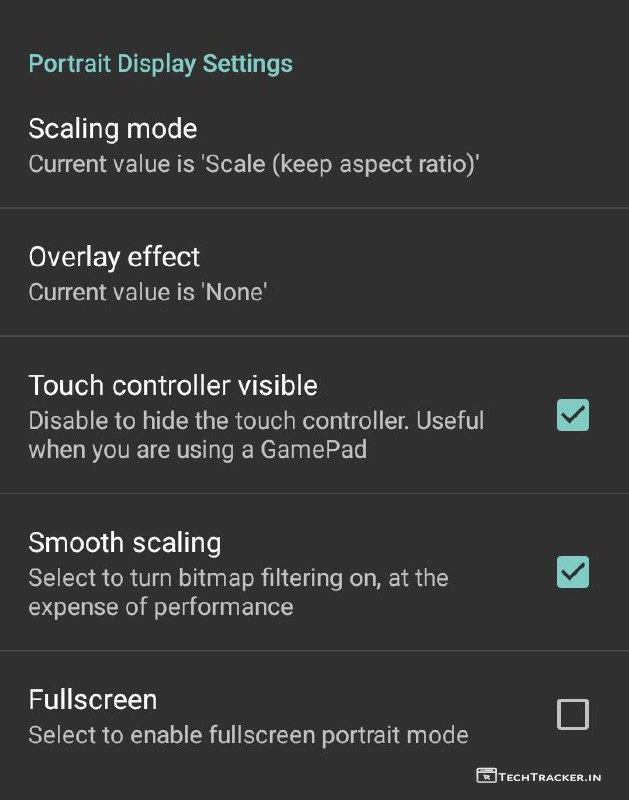 Portrait Display Settings
Scaling mode
Current value is 'Scale (keep aspect ratio)'
Overlay effect
Current value is 'None'
Touch controller visible
Disable to hide the touch controller. Useful
when you are using a GamePad
Smooth scaling
Select to turn bitmap filtering on, at the
expense of performance
Fullscreen
Select to enable fullscreen portrait mode
TechTracker.in